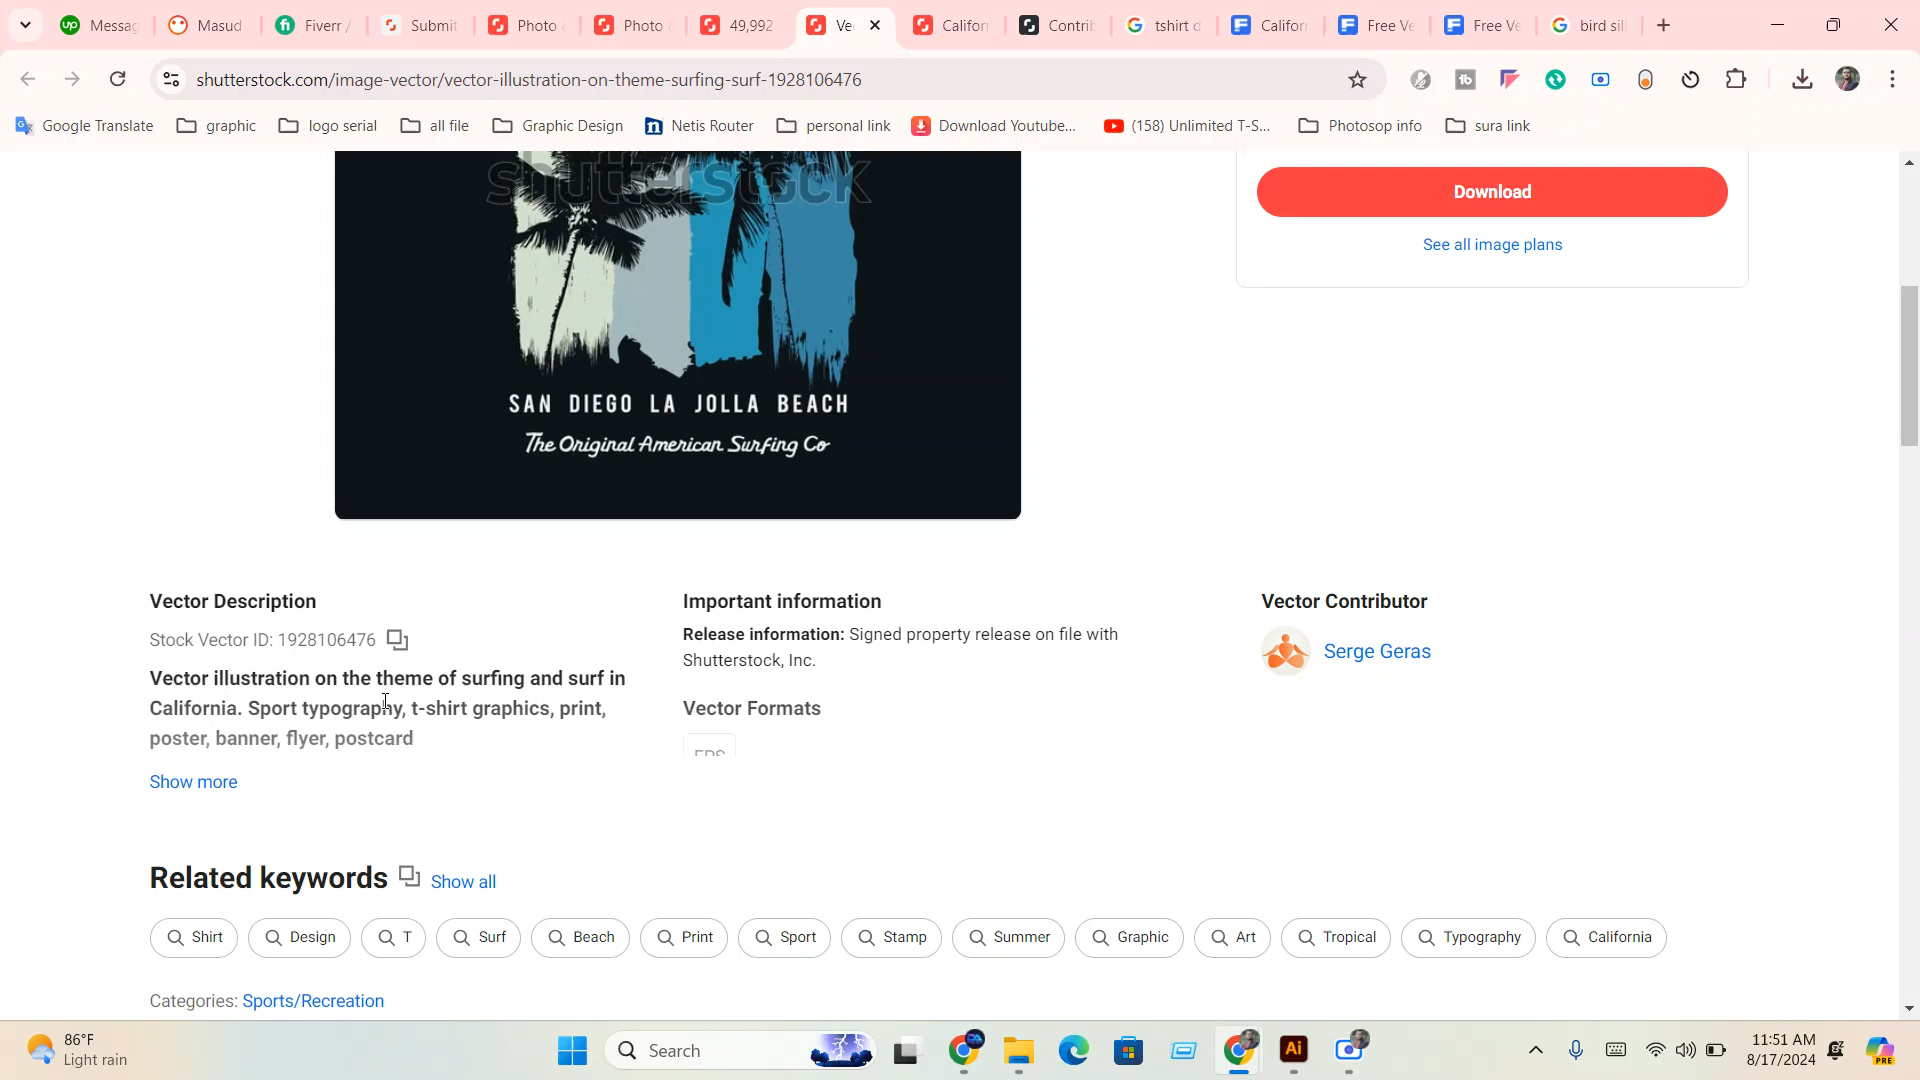 Messag
Masud
Fiverr /
Submit
Photo
Photo
49,992
Ve
Califor
Contrib
tshirt d
Califor
Free Ve
Free Ve
bird sil
shutterstock.com/image-vector/vector-illustration-on-theme-surfing-surf-1928106476
Google Translate
graphic
logo serial
all file
Graphic Design
Netis Router
personal link
Download Youtube...
(158) Unlimited T-S...
Photosop info
sura link
shutterstock
SAN DIEGO LA JOLLA BEACH
The Original American Surfing Co
Download
See all image plans
Vector Description
Stock Vector ID: 1928106476
Vector illustration on the theme of surfing and surf in
California. Sport typography, t-shirt graphics, print,
poster, banner, flyer, postcard
Show more
Important information
Release information: Signed property release on file with
Shutterstock, Inc.
Vector Formats
EPS
Vector Contributor
Serge Geras
Related keywords
Show all
Shirt
Design
T
Surf
Beach
Print
Sport
Stamp
Summer
Graphic
Art
Tropical
Typography
California
Categories: Sports/Recreation
86°F
Light rain
Search
Ai
11:51 AM
8/17/2024
PRE